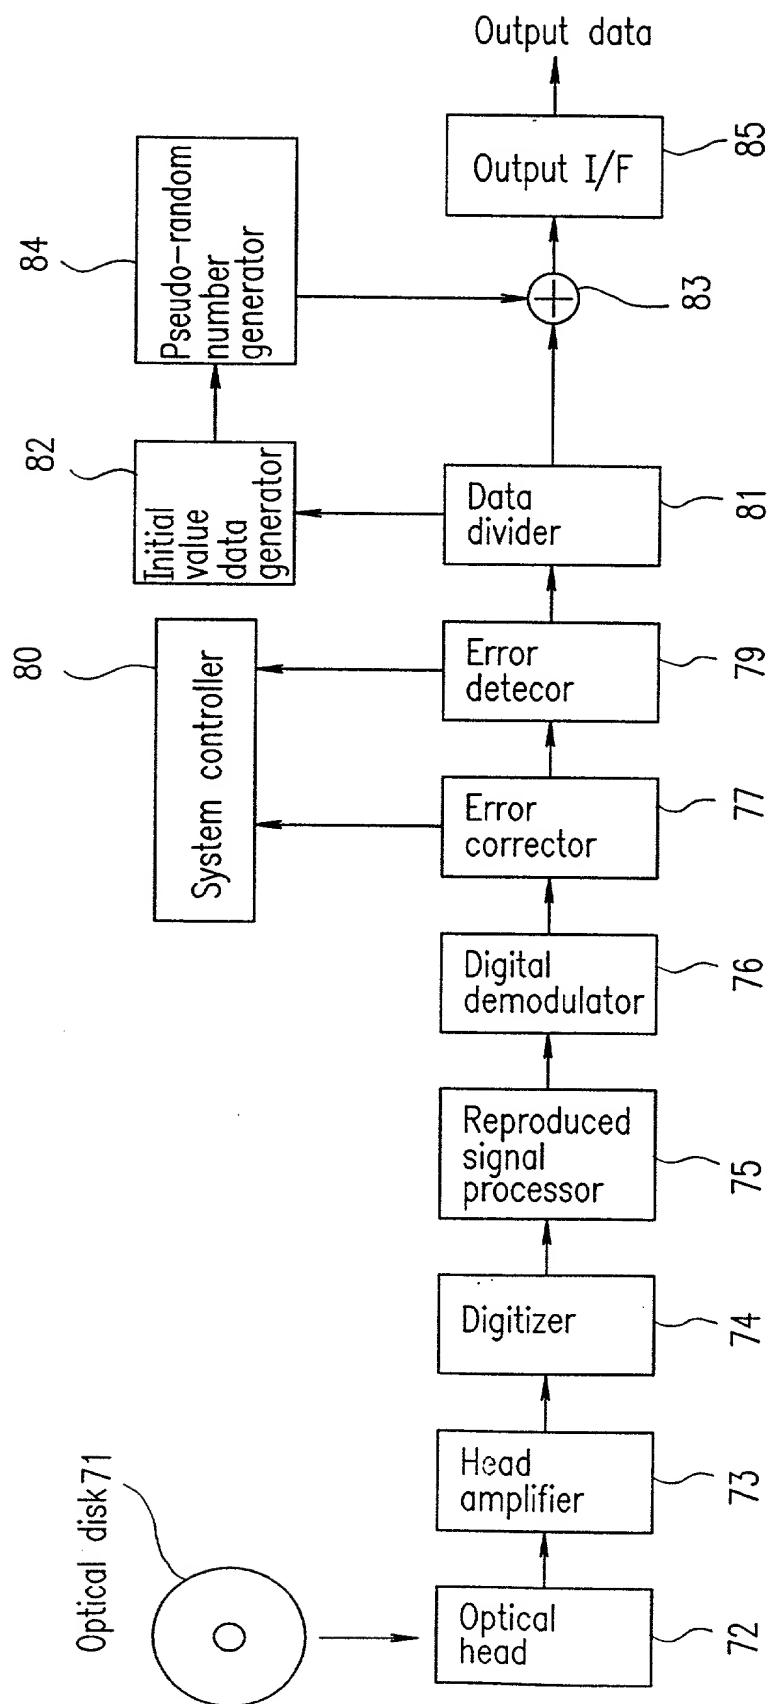 Optical disk 71
Optical
head
72
Head
amplifier
73
Digitizer
74
Reproduced
signal
processor
75
Digital
demodulator
76
Error
corrector
77
Error
detecor
79
System controller
80
Data
divider
81
Initial
value
data
generator
82
Pseudo-random
number
generator
84
83
Output I/F
85
Output data